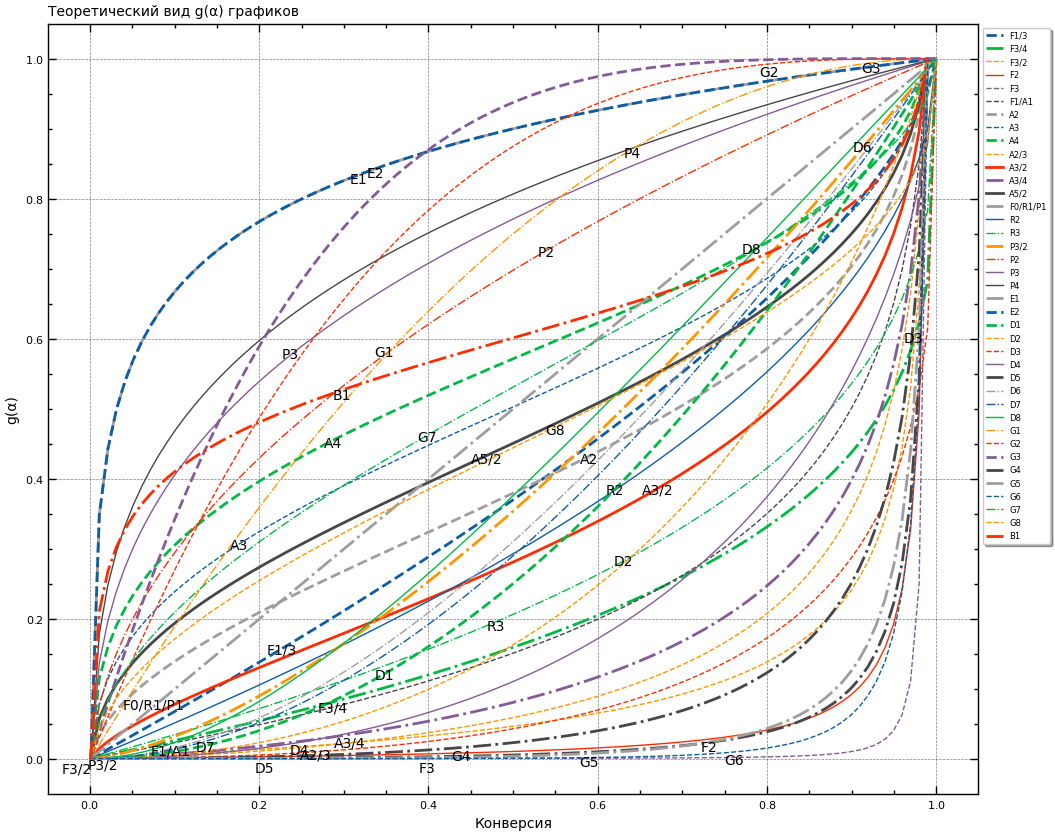 Теоретический вид g(α) графиков
g(α)
1.0
0.8
0.6
0.4
0.2
0.0
0.0
0.2
0.4
0.6
0.8
1.0
Конверсия
G2
G3
E1
E2
P4
D6
P2
D8
P3
G1
D3
B1
A4
G7
G8
A5/2
A2
R2
A3/2
A3
D2
R3
F1/3
D1
F0/R1/P1
F3/4
F1/A1
D7
D4
A2/3
A3/4
G4
F2
F3/2
P3/2
D5
F3
G5
G6
F1/3
F3/4
F3/2
F2
F3
F1/A1
A2
A3
A4
A2/3
A3/2
A3/4
A5/2
F0/R1/P1
R2
R3
P3/2
P2
P3
P4
E1
E2
D1
D2
D3
D4
D5
D6
D7
D8
G1
G2
G3
G4
G5
G6
G7
G8
B1